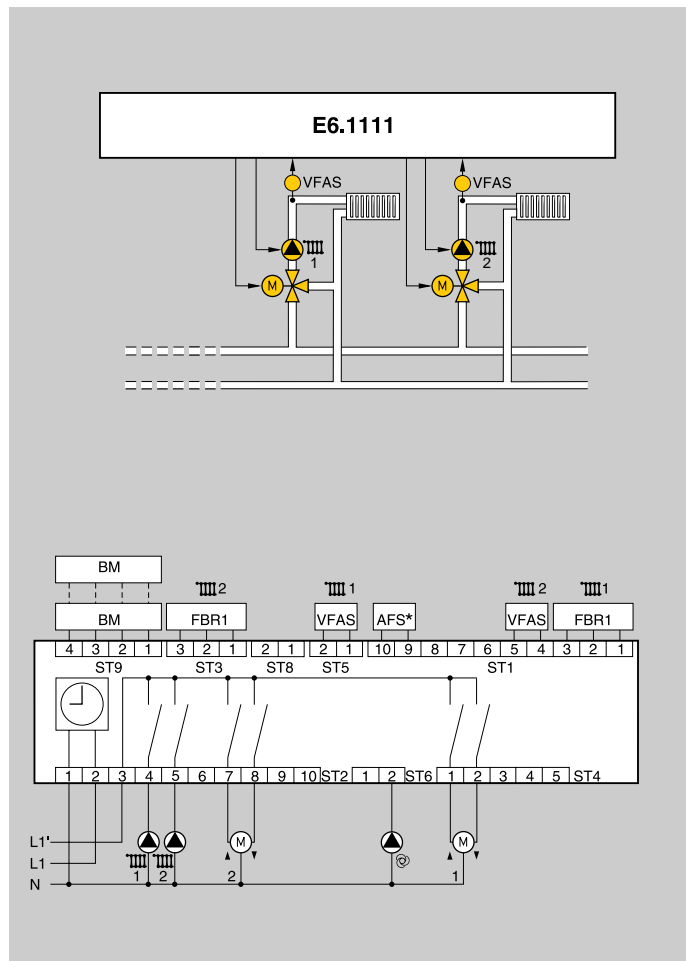 E6.1111
VFAS VFAS
1 2
M M
BM
2 1 2 1
BM FBR1 VFAS AFS* VFAS FBR1
4 3 2 1 3 2 1 2 1 2 1 10 9 8 7 6 5 4 3 2 1
ST9 ST3 ST8 ST5 ST1
1 2 3 4 5 6 7 8 9 10 ST2 1 2 ST6 1 2 3 4 5 ST4
L1' M M
L1
1 2 2 1
N